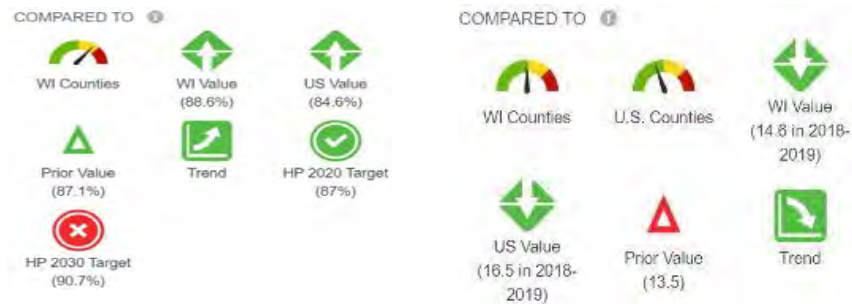 COMPARED TO
WI Counties
WI Value
(88.6%)
US Value
(84.6%)
Prior Value
(87.1%)
Trend
HP 2020 Target
(87%)
HP 2030 Target
(90.7%)
COMPARED TO
WI Counties
U.S. Counties
WI Value
(14.8 in 2018-
2019)
US Value
(16.5 in 2018-
2019)
Prior Value
(13.5)
Trend